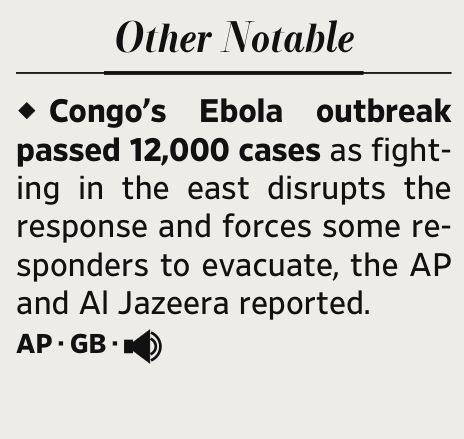 Other Notable
◆ Congo's Ebola outbreak
passed 12,000 cases as fight-
ing in the east disrupts the
response and forces some re-
sponders to evacuate, the AP
and Al Jazeera reported.
AP · GB ·